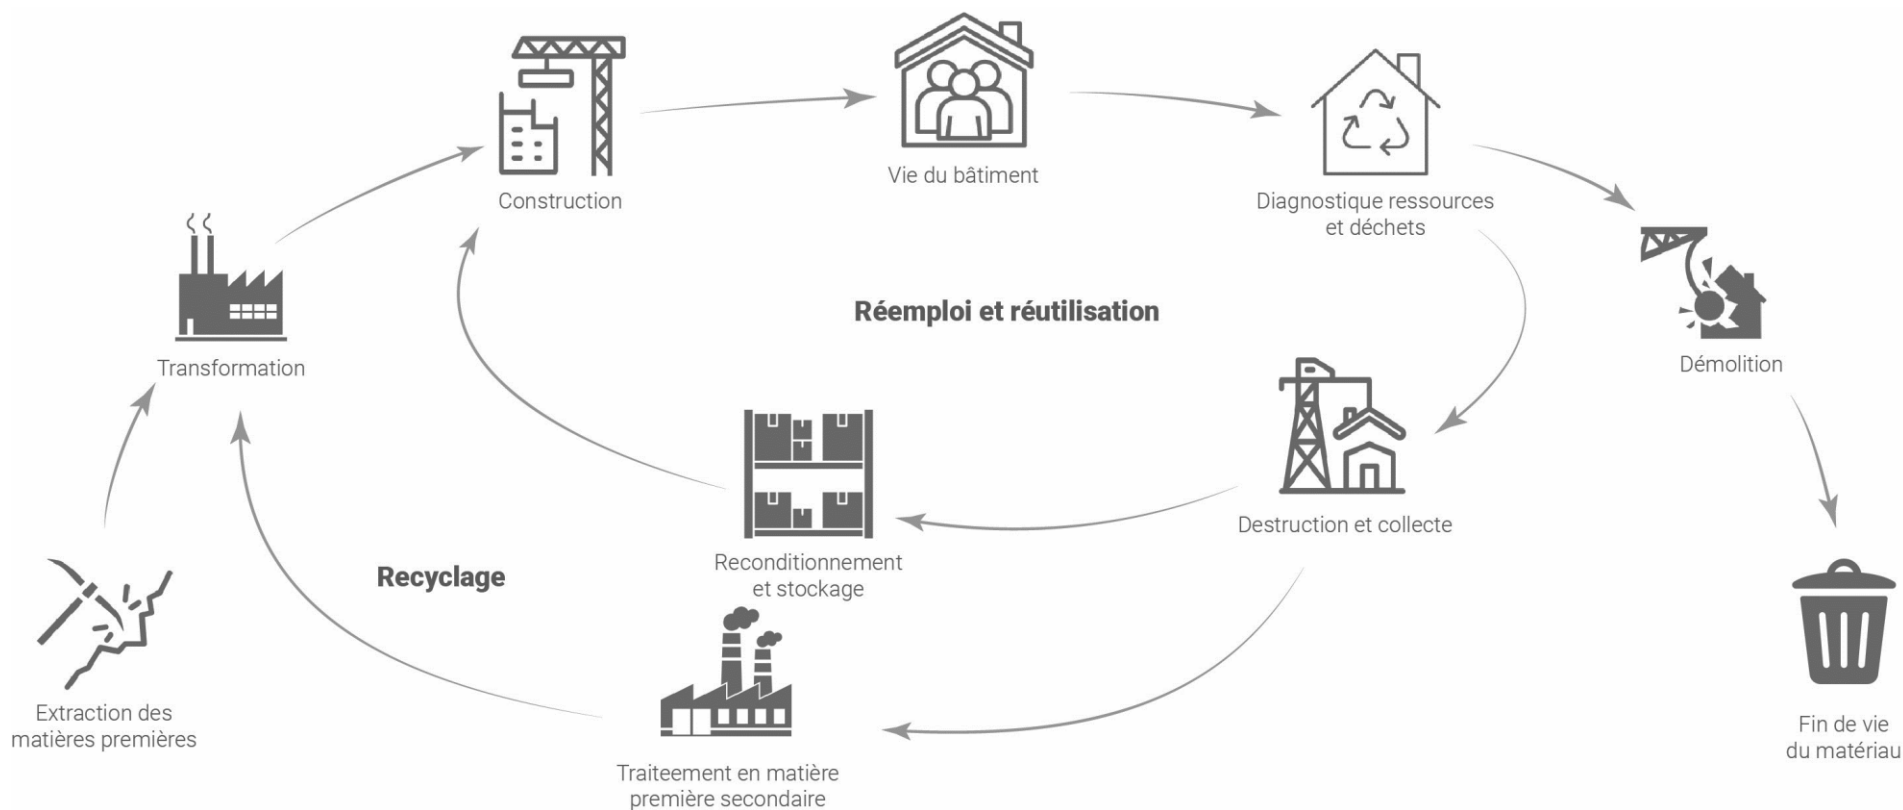 Construction
Vie du bâtiment
Diagnostique ressources
et déchets
Transformation
Réemploi et réutilisation
Démolition
Destruction et collecte
Reconditionnement
et stockage
Recyclage
Extraction des
matières premières
Traiteement en matière
première secondaire
Fin de vie
du matériau